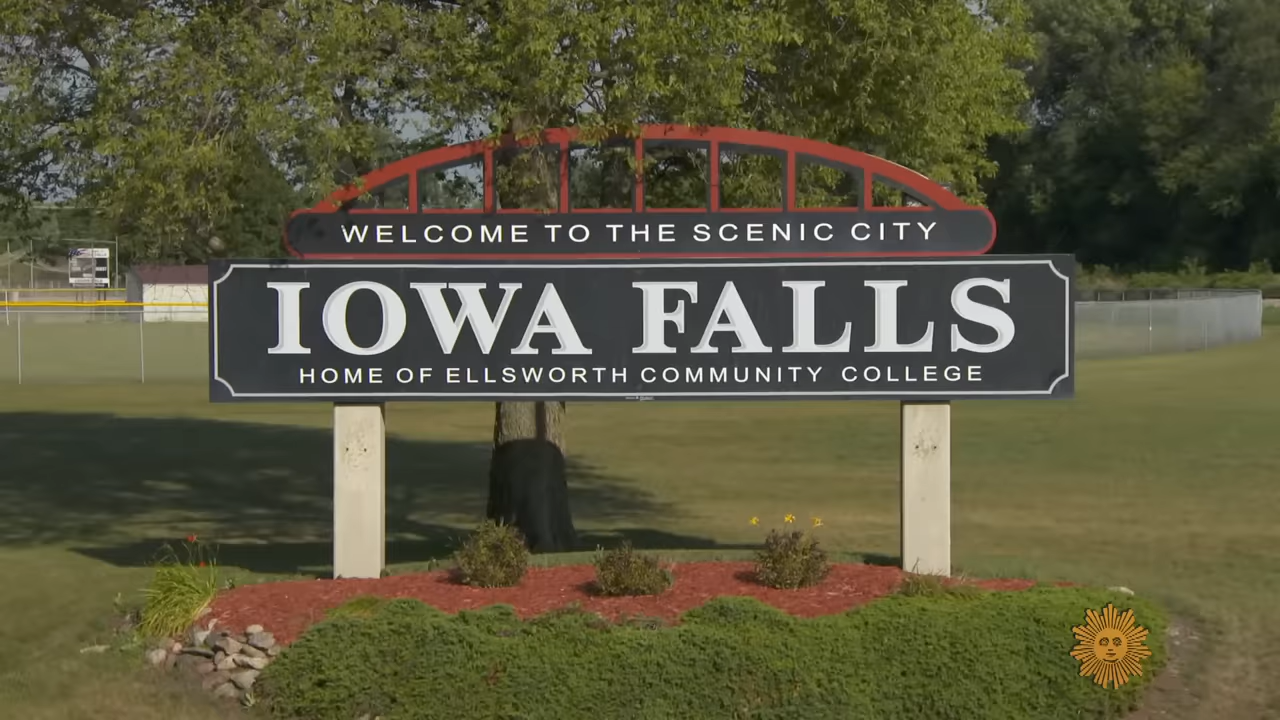 WELCOME TO THE SCENIC CITY
IOWA FALLS
HOME OF ELLSWORTH COMMUNITY COLLEGE